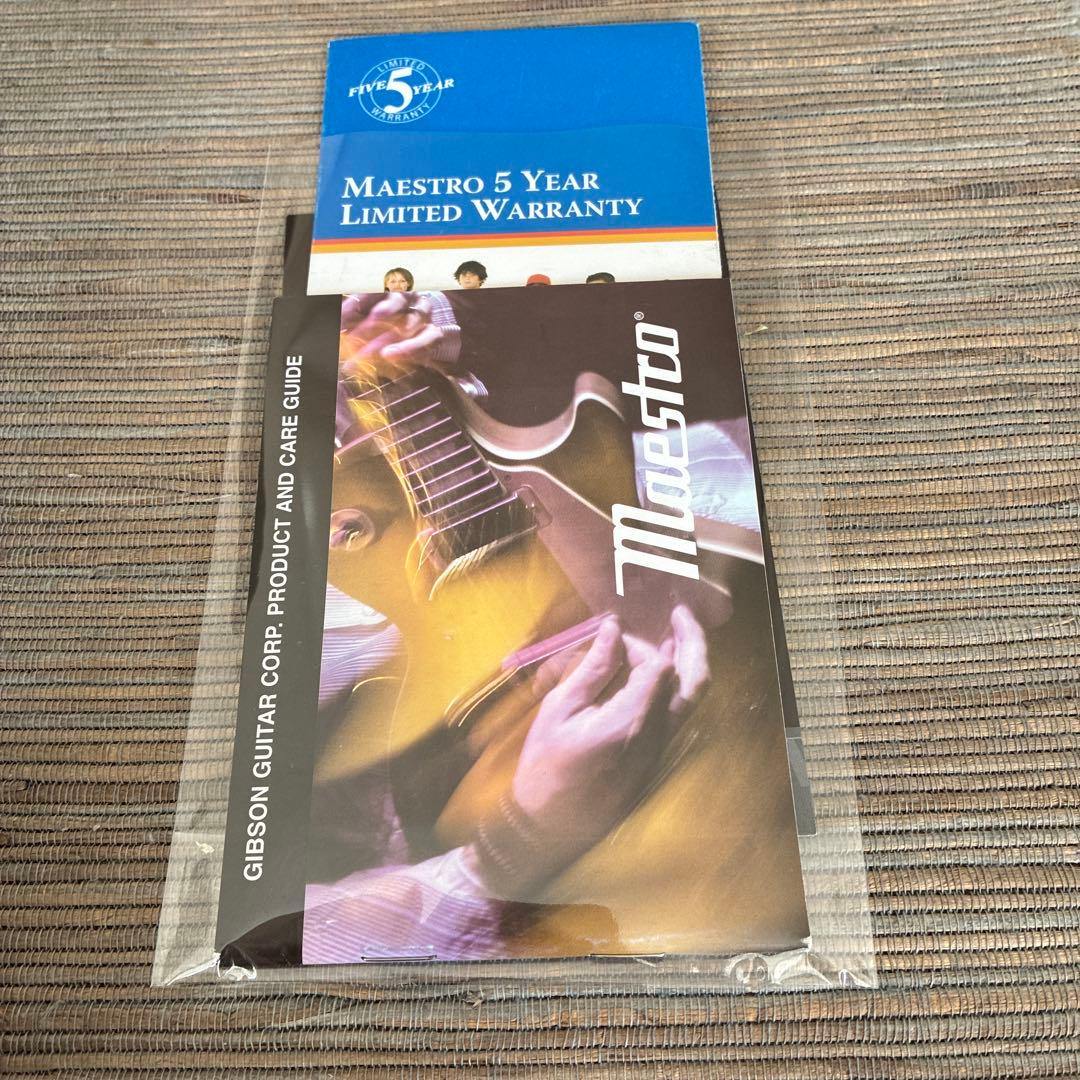 LIMITED
FIVE 5 YEAR
WARRANTY
MAESTRO 5 YEAR
LIMITED WARRANTY
GIBSON GUITAR CORP. PRODUCT AND CARE GUIDE
Maestro®